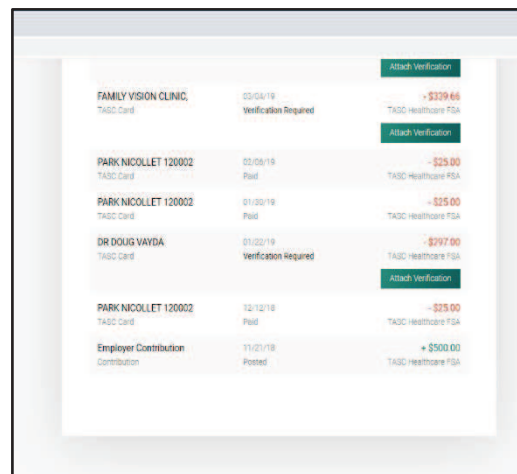 Attach Verification
FAMILY VISION CLINIC, 03/04/19 - $329.66
TASC Card Verification Required TASC Healthcare FSA
Attach Verification
PARK NICOLLET 120002 02/06/19 - $25.00
TASC Card Paid TASC Healthcare FSA
PARK NICOLLET 120002 01/30/19 - $25.00
TASC Card Paid TASC Healthcare FSA
DR DOUG VAYDA 01/22/19 - $297.00
TASC Card Verification Required TASC Healthcare FSA
Attach Verification
PARK NICOLLET 120002 12/12/18 - $25.00
TASC Card Paid TASC Healthcare FSA
Employer Contribution 11/21/18 + $500.00
Contribution Posted TASC Healthcare FSA